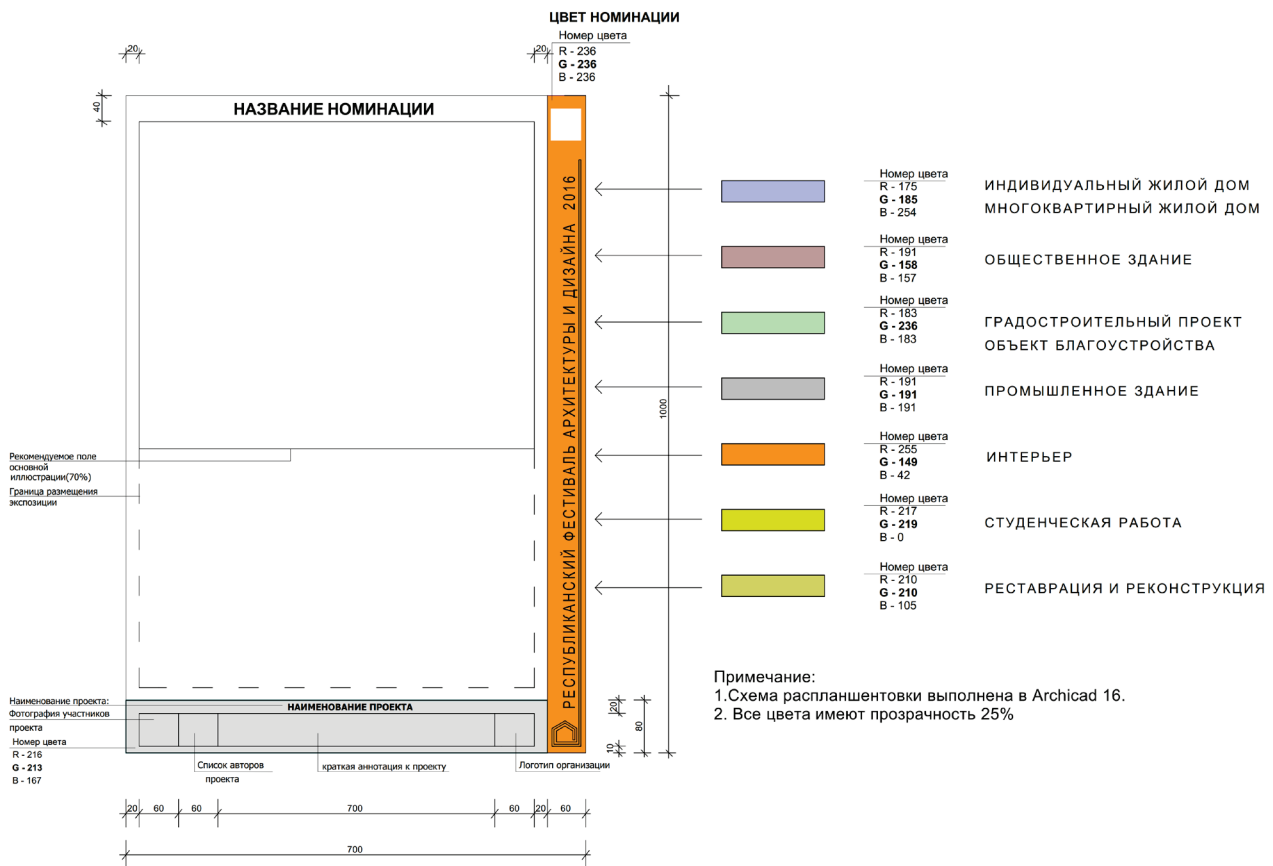 ЦВЕТ НОМИНАЦИИ
Номер цвета
R - 236
G - 236
B - 236
20
20
40
НАЗВАНИЕ НОМИНАЦИИ
РЕСПУБЛИКАНСКИЙ ФЕСТИВАЛЬ АРХИТЕКТУРЫ И ДИЗАЙНА 2016
1000
Номер цвета
R - 175
G - 185
B - 254
ИНДИВИДУАЛЬНЫЙ ЖИЛОЙ ДОМ
МНОГОКВАРТИРНЫЙ ЖИЛОЙ ДОМ
Номер цвета
R - 191
G - 158
B - 157
ОБЩЕСТВЕННОЕ ЗДАНИЕ
Номер цвета
R - 183
G - 236
B - 183
ГРАДОСТРОИТЕЛЬНЫЙ ПРОЕКТ
ОБЪЕКТ БЛАГОУСТРОЙСТВА
Номер цвета
R - 191
G - 191
B - 191
ПРОМЫШЛЕННОЕ ЗДАНИЕ
Номер цвета
R - 255
G - 149
B - 42
ИНТЕРЬЕР
Номер цвета
R - 217
G - 219
B - 0
СТУДЕНЧЕСКАЯ РАБОТА
Номер цвета
R - 210
G - 210
B - 105
РЕСТАВРАЦИЯ И РЕКОНСТРУКЦИЯ
Рекомендуемое поле
основной
иллюстрации(70%)
Граница размещения
экспозиции
Наименование проекта:
Фотография участников
проекта
Номер цвета
R - 216
G - 213
B - 167
НАИМЕНОВАНИЕ ПРОЕКТА
Список авторов
проекта
краткая аннотация к проекту
Логотип организации
20
10
80
20
60
60
700
60
20
60
700
Примечание:
1.Схема распланшентовки выполнена в Archicad 16.
2. Все цвета имеют прозрачность 25%